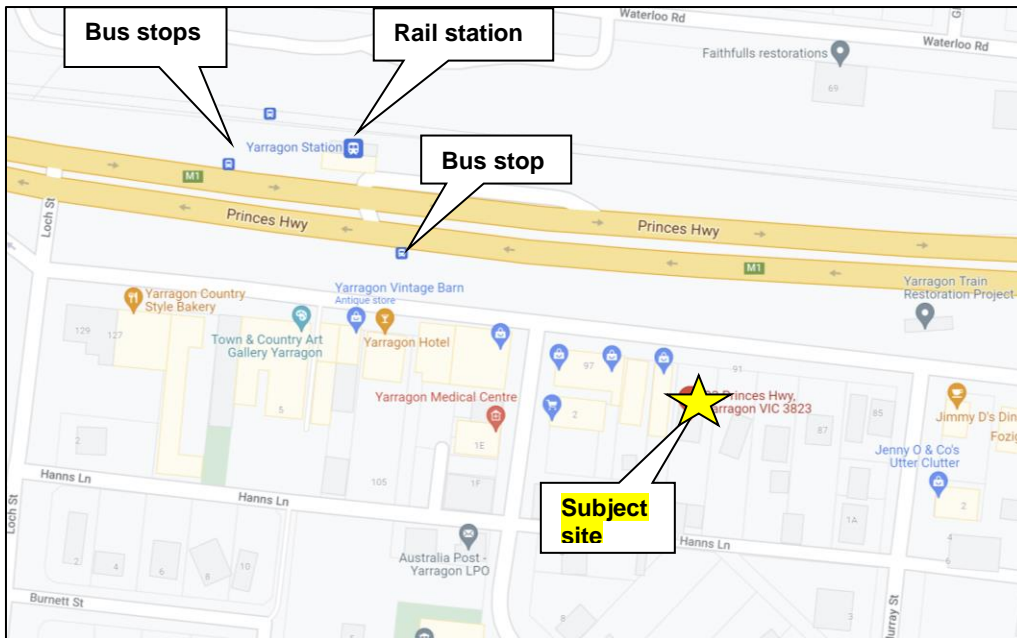 Bus stops
Rail station
Waterloo Rd
Waterloo Rd
Faithfulls restorations
69
Yarragon Station
Bus stop
M1
Princes Hwy
Princes Hwy
M1
Loch St
Yarragon Train
Restoration Project
Yarragon Vintage Barn
Antique store
Yarragon Country
Style Bakery
129
127
Town & Country Art
Gallery Yarragon
Yarragon Hotel
97
91
Princes Hwy,
Yarragon VIC 3823
Yarragon Medical Centre
5
2
87
85
Jimmy D's Din
Fozig
1E
Jenny O & Co's
Utter Clutter
2
Hanns Ln
105
1F
Subject
site
2
1A
Hanns Ln
Hanns Ln
Loch St
Australia Post -
Yarragon LPO
2
4
6
8
10
4
6
Burnett St
8
3
urray St